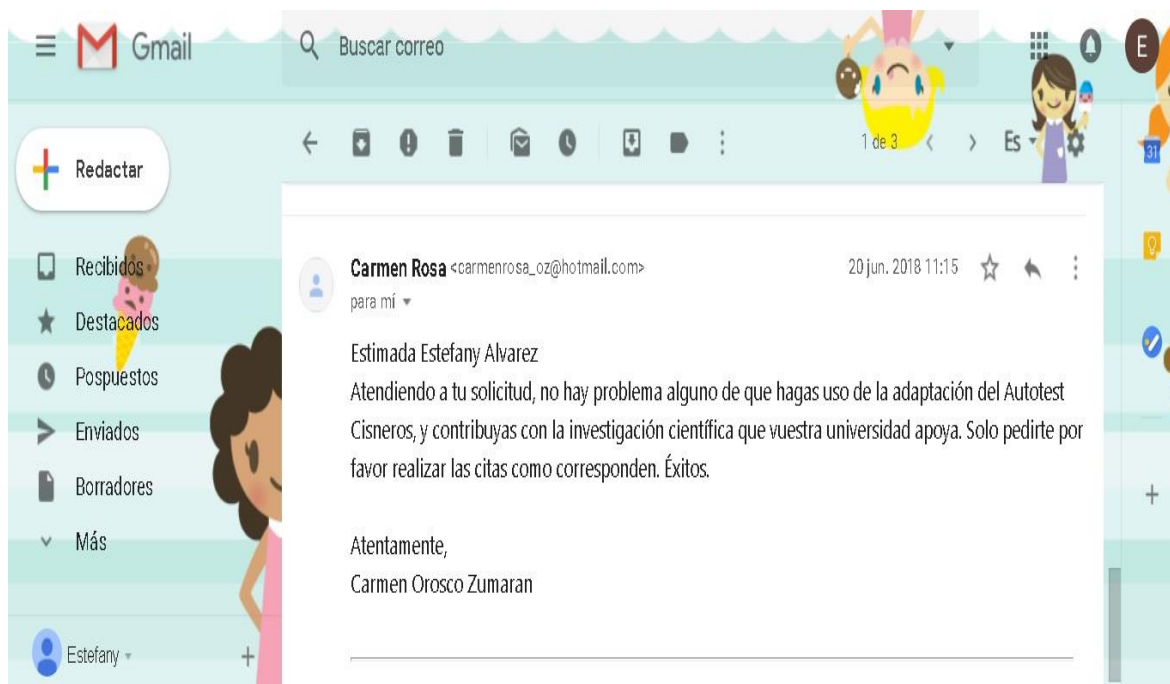 Gmail
Buscar correo
E
Redactar
1 de 3
Es
31
Recibidos
Destacados
Pospuestos
Enviados
Borradores
Más
Estefany
Carmen Rosa <carmenrosa_oz@hotmail.com>
20 jun. 2018 11:15
para mí
Estimada Estefany Alvarez
Atendiendo a tu solicitud, no hay problema alguno de que hagas uso de la adaptación del Autotest
Cisneros, y contribuyas con la investigación científica que vuestra universidad apoya. Solo pedirte por
favor realizar las citas como corresponden. Éxitos.
Atentamente,
Carmen Orosco Zumaran